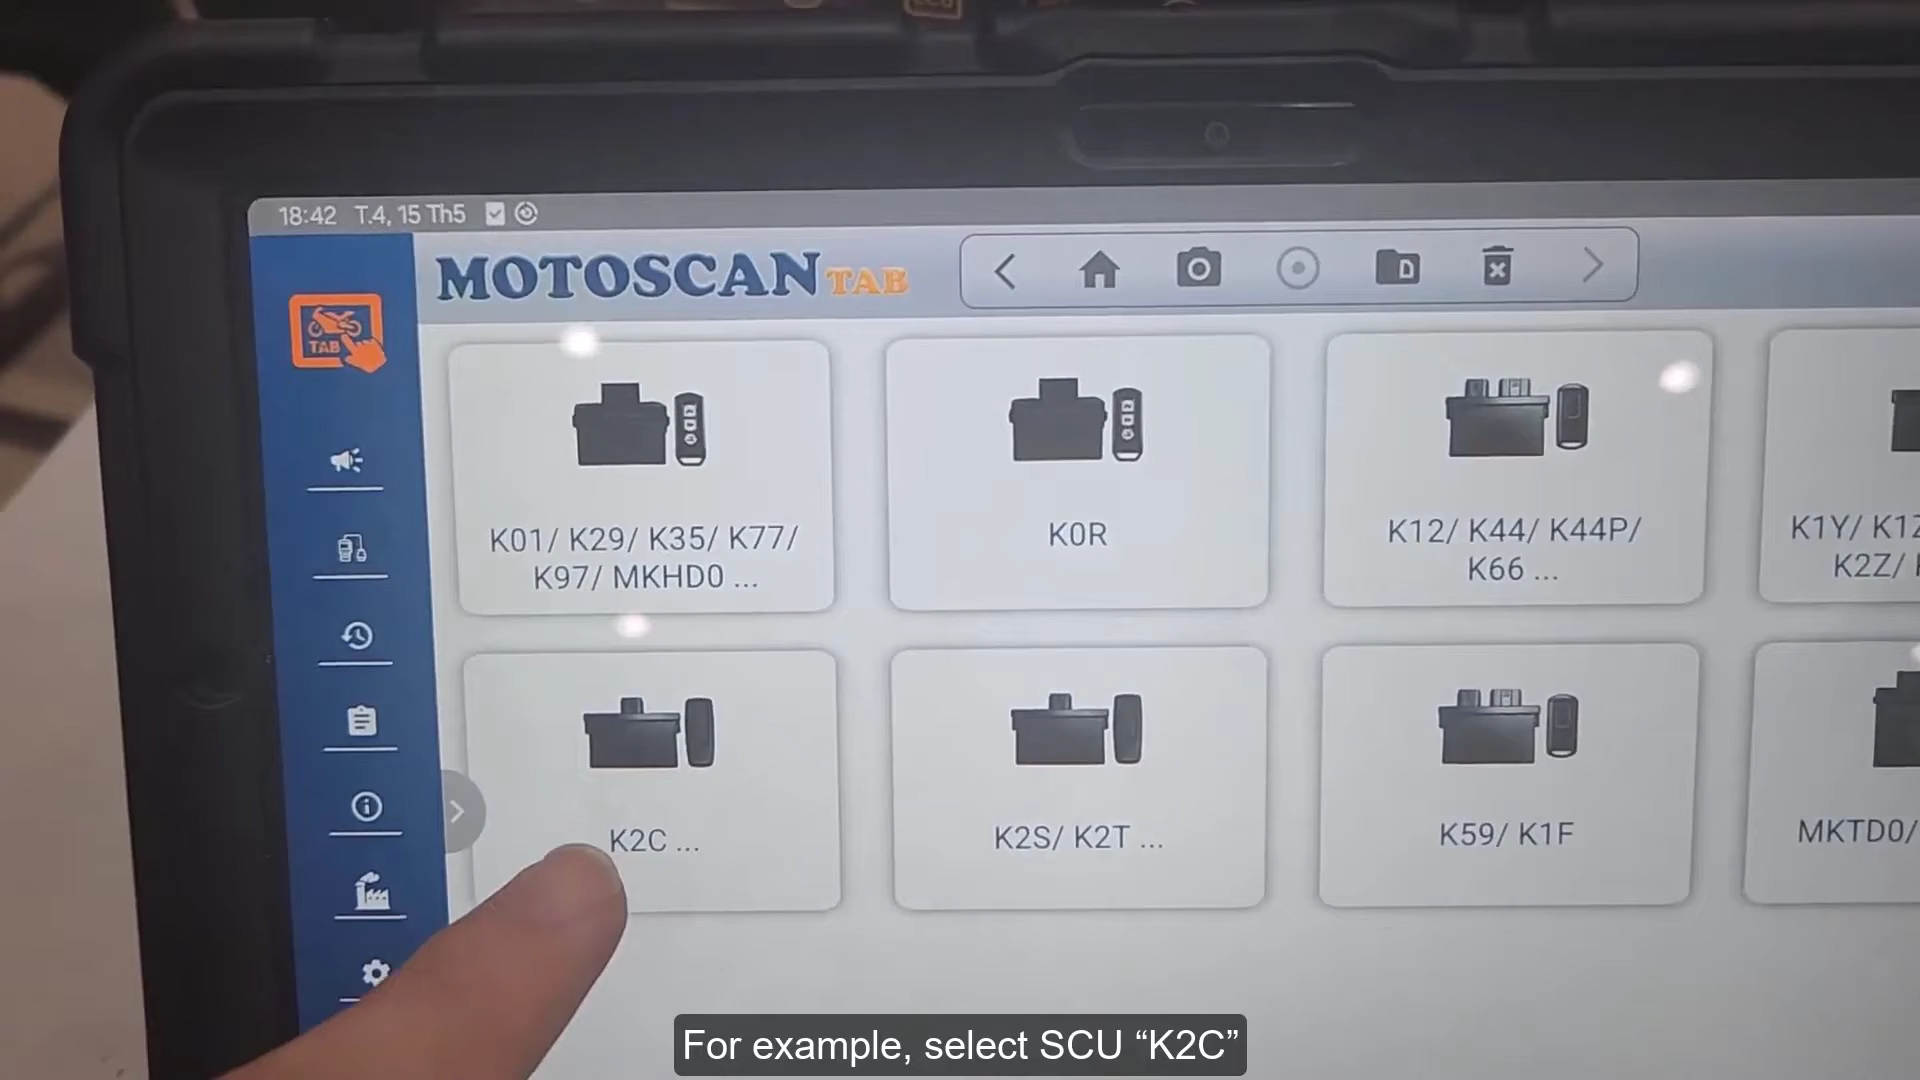 18:42 T.4, 15 Th5
MOTOSCAN TAB
TAB
K01/ K29/ K35/ K77/
K97/ MKHD0 ...
K0R
K12/ K44/ K44P/
K66 ...
K1Y/
K2Z/
K2C ...
K2S/ K2T ...
K59/ K1F
MKTD0/
For example, select SCU “K2C”